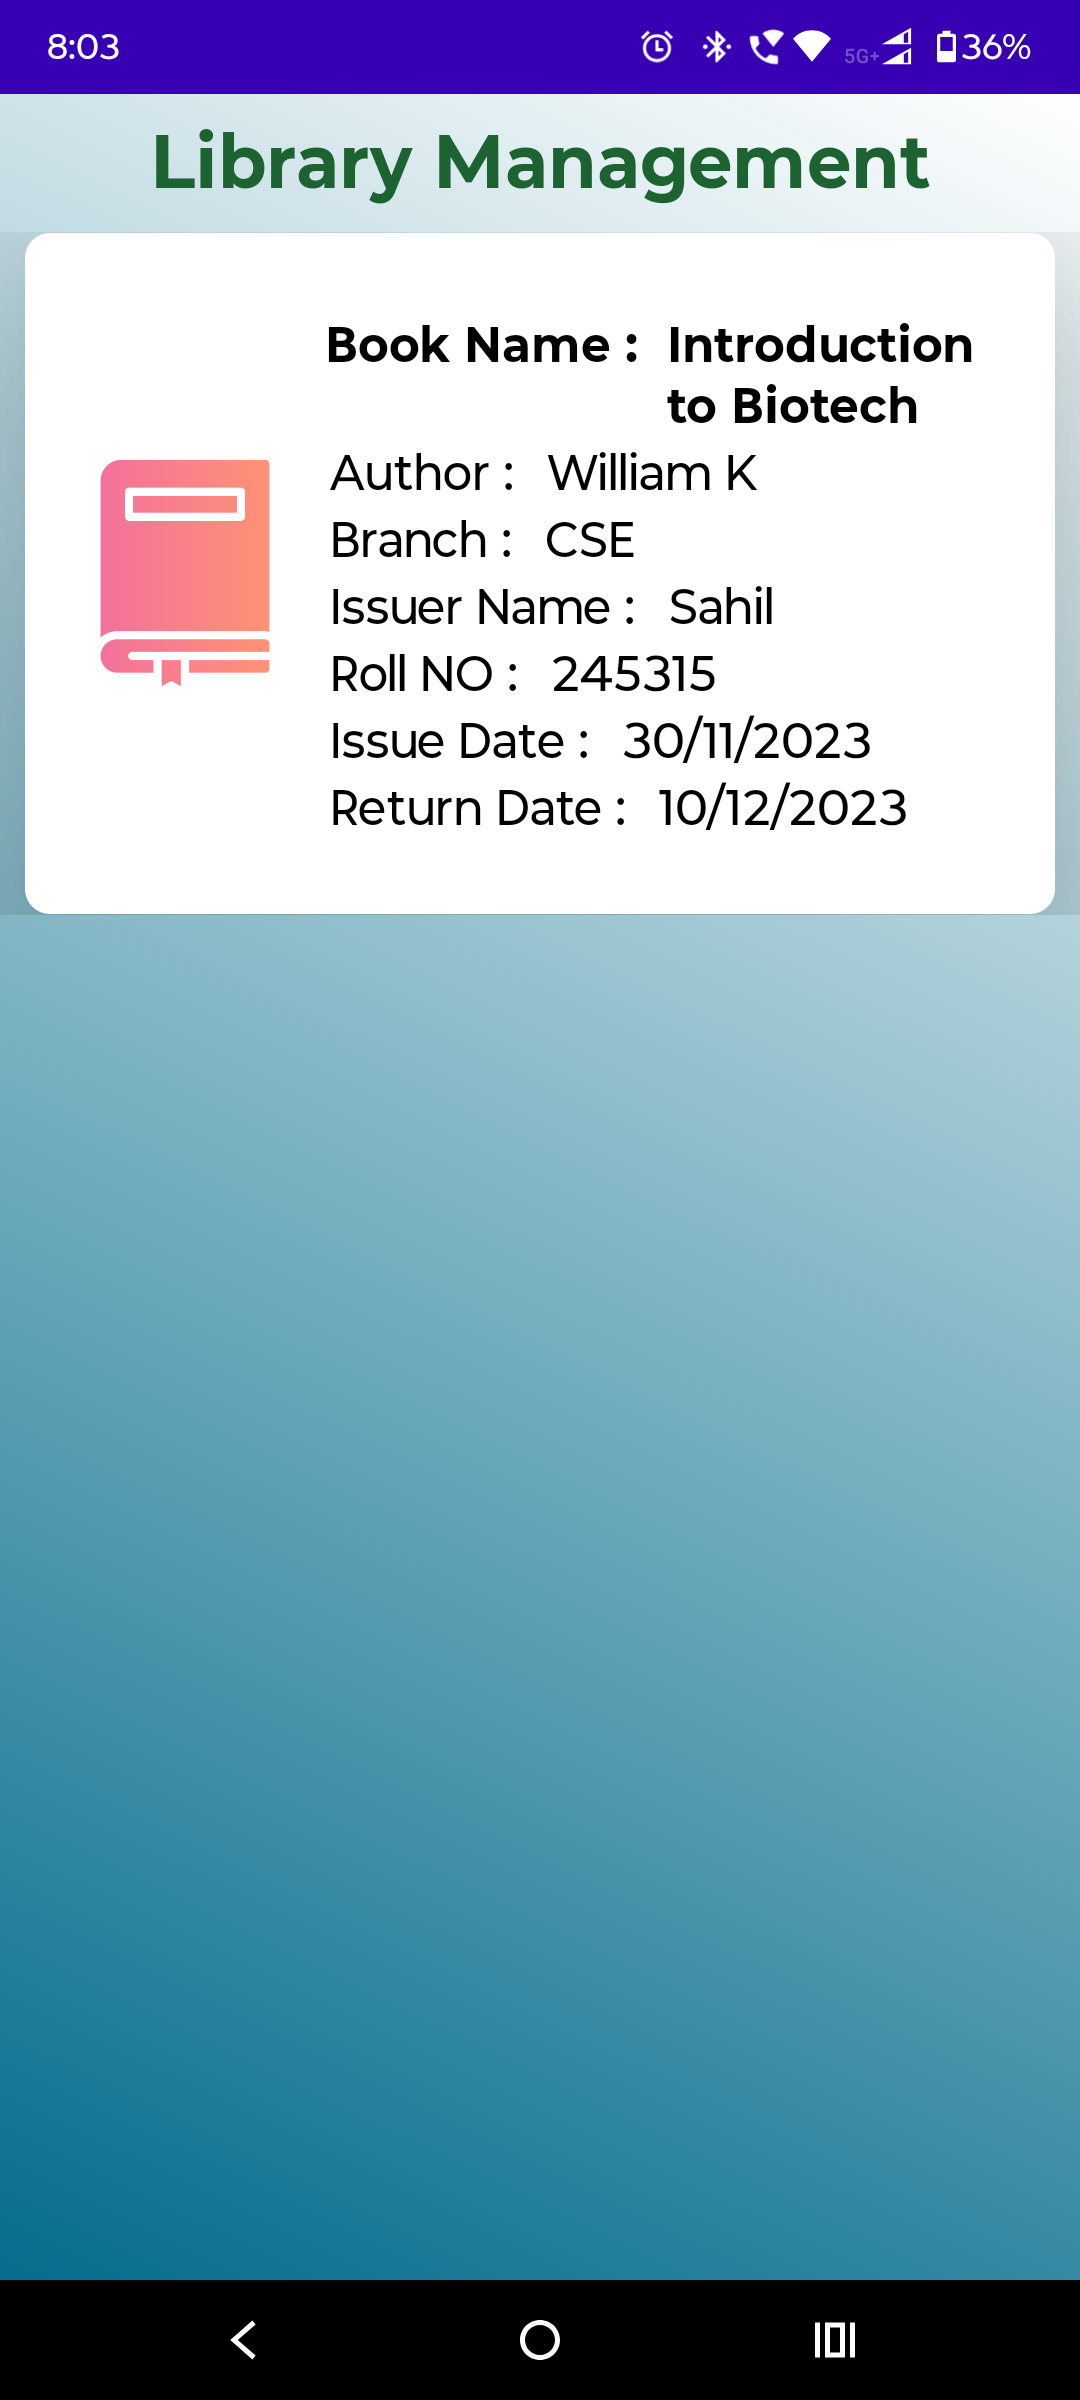 8:03 5G+ 36%
Library Management
Book Name : Introduction
to Biotech
Author : William K
Branch : CSE
Issuer Name : Sahil
Roll NO : 245315
Issue Date : 30/11/2023
Return Date : 10/12/2023